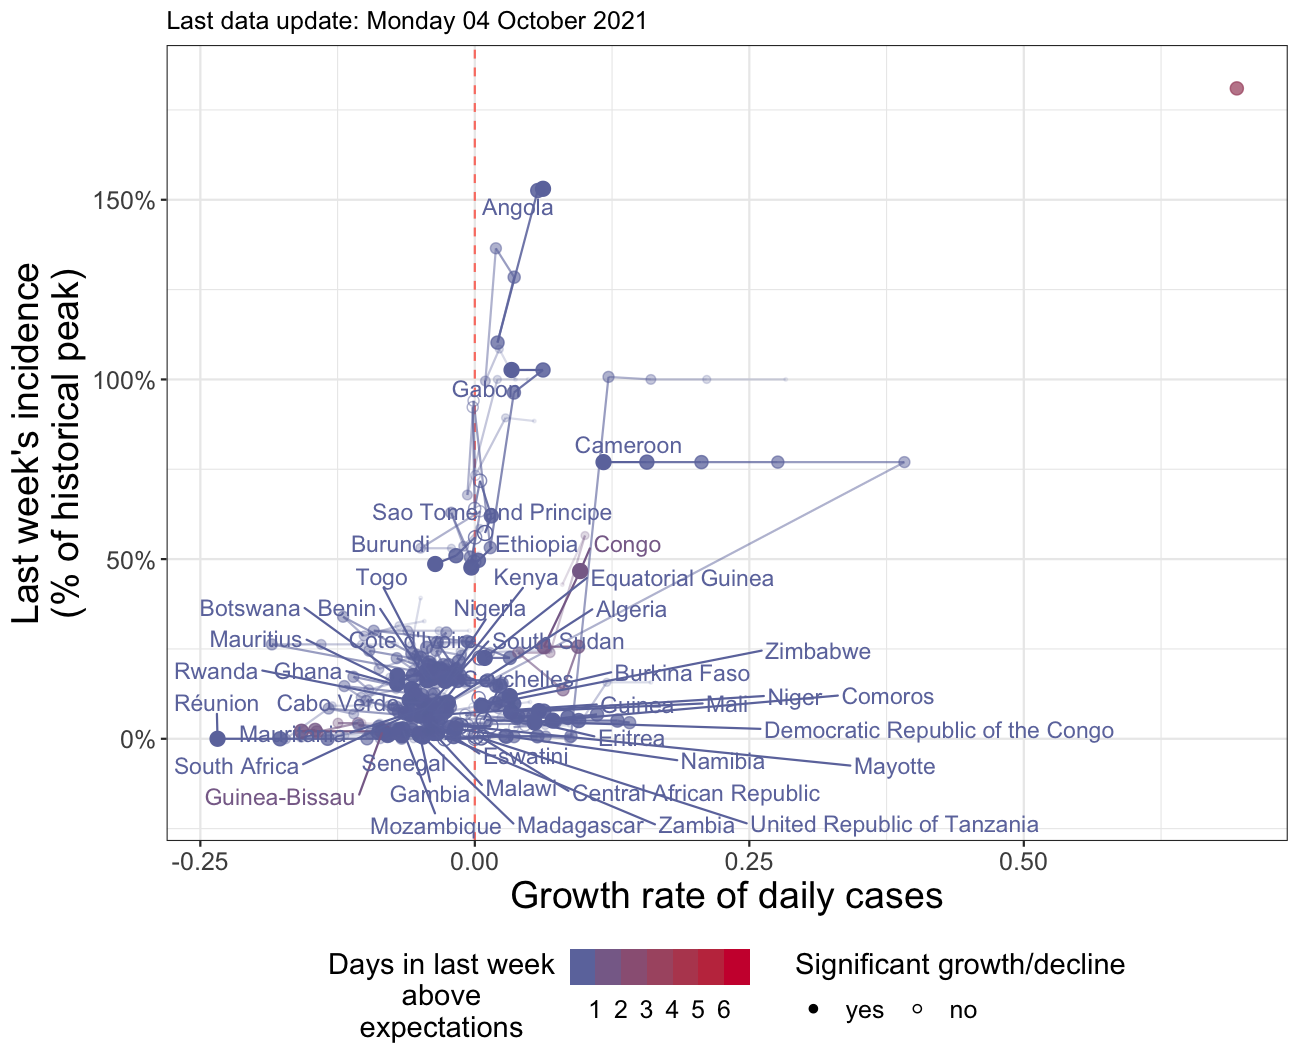 Last data update: Monday 04 October 2021
Last week's incidence
(% of historical peak)
150%
100%
50%
0%
Angola
Gabon
Cameroon
Sao Tome and Principe
Burundi
Ethiopia
Congo
Togo
Kenya
Equatorial Guinea
Botswana
Benin
Nigeria
Algeria
Mauritius
Cote d'Ivoire
South Sudan
Zimbabwe
Rwanda
Ghana
Burkina Faso
Réunion
Cabo Verde
Guinea
Mali
Niger
Comoros
Mauritania
Eritrea
Democratic Republic of the Congo
South Africa
Senegal
Eswatini
Namibia
Mayotte
Guinea-Bissau
Gambia
Malawi
Central African Republic
Mozambique
Madagascar
Zambia
United Republic of Tanzania
-0.25
0.00
0.25
0.50
Growth rate of daily cases
Days in last week
above
expectations
1 2 3 4 5 6
Significant growth/decline
yes
no